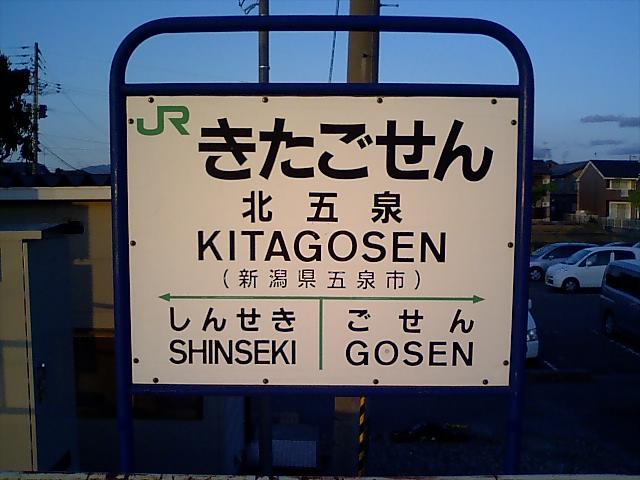 JR
きたごせん
北五泉
KITAGOSEN
(新潟県五泉市)
しんせき ごせん
SHINSEKI GOSEN